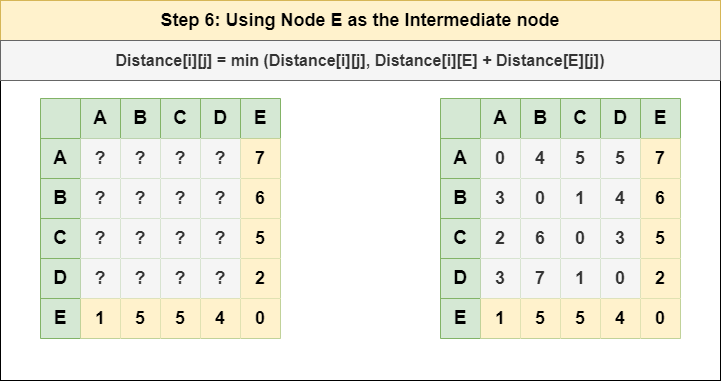 Step 6: Using Node E as the Intermediate node
Distance[i][j] = min (Distance[i][j], Distance[i][E] + Distance[E][j])
A B C D E
A ? ? ? ? 7
B ? ? ? ? 6
C ? ? ? ? 5
D ? ? ? ? 2
E 1 5 5 4 0
A B C D E
A 0 4 5 5 7
B 3 0 1 4 6
C 2 6 0 3 5
D 3 7 1 0 2
E 1 5 5 4 0